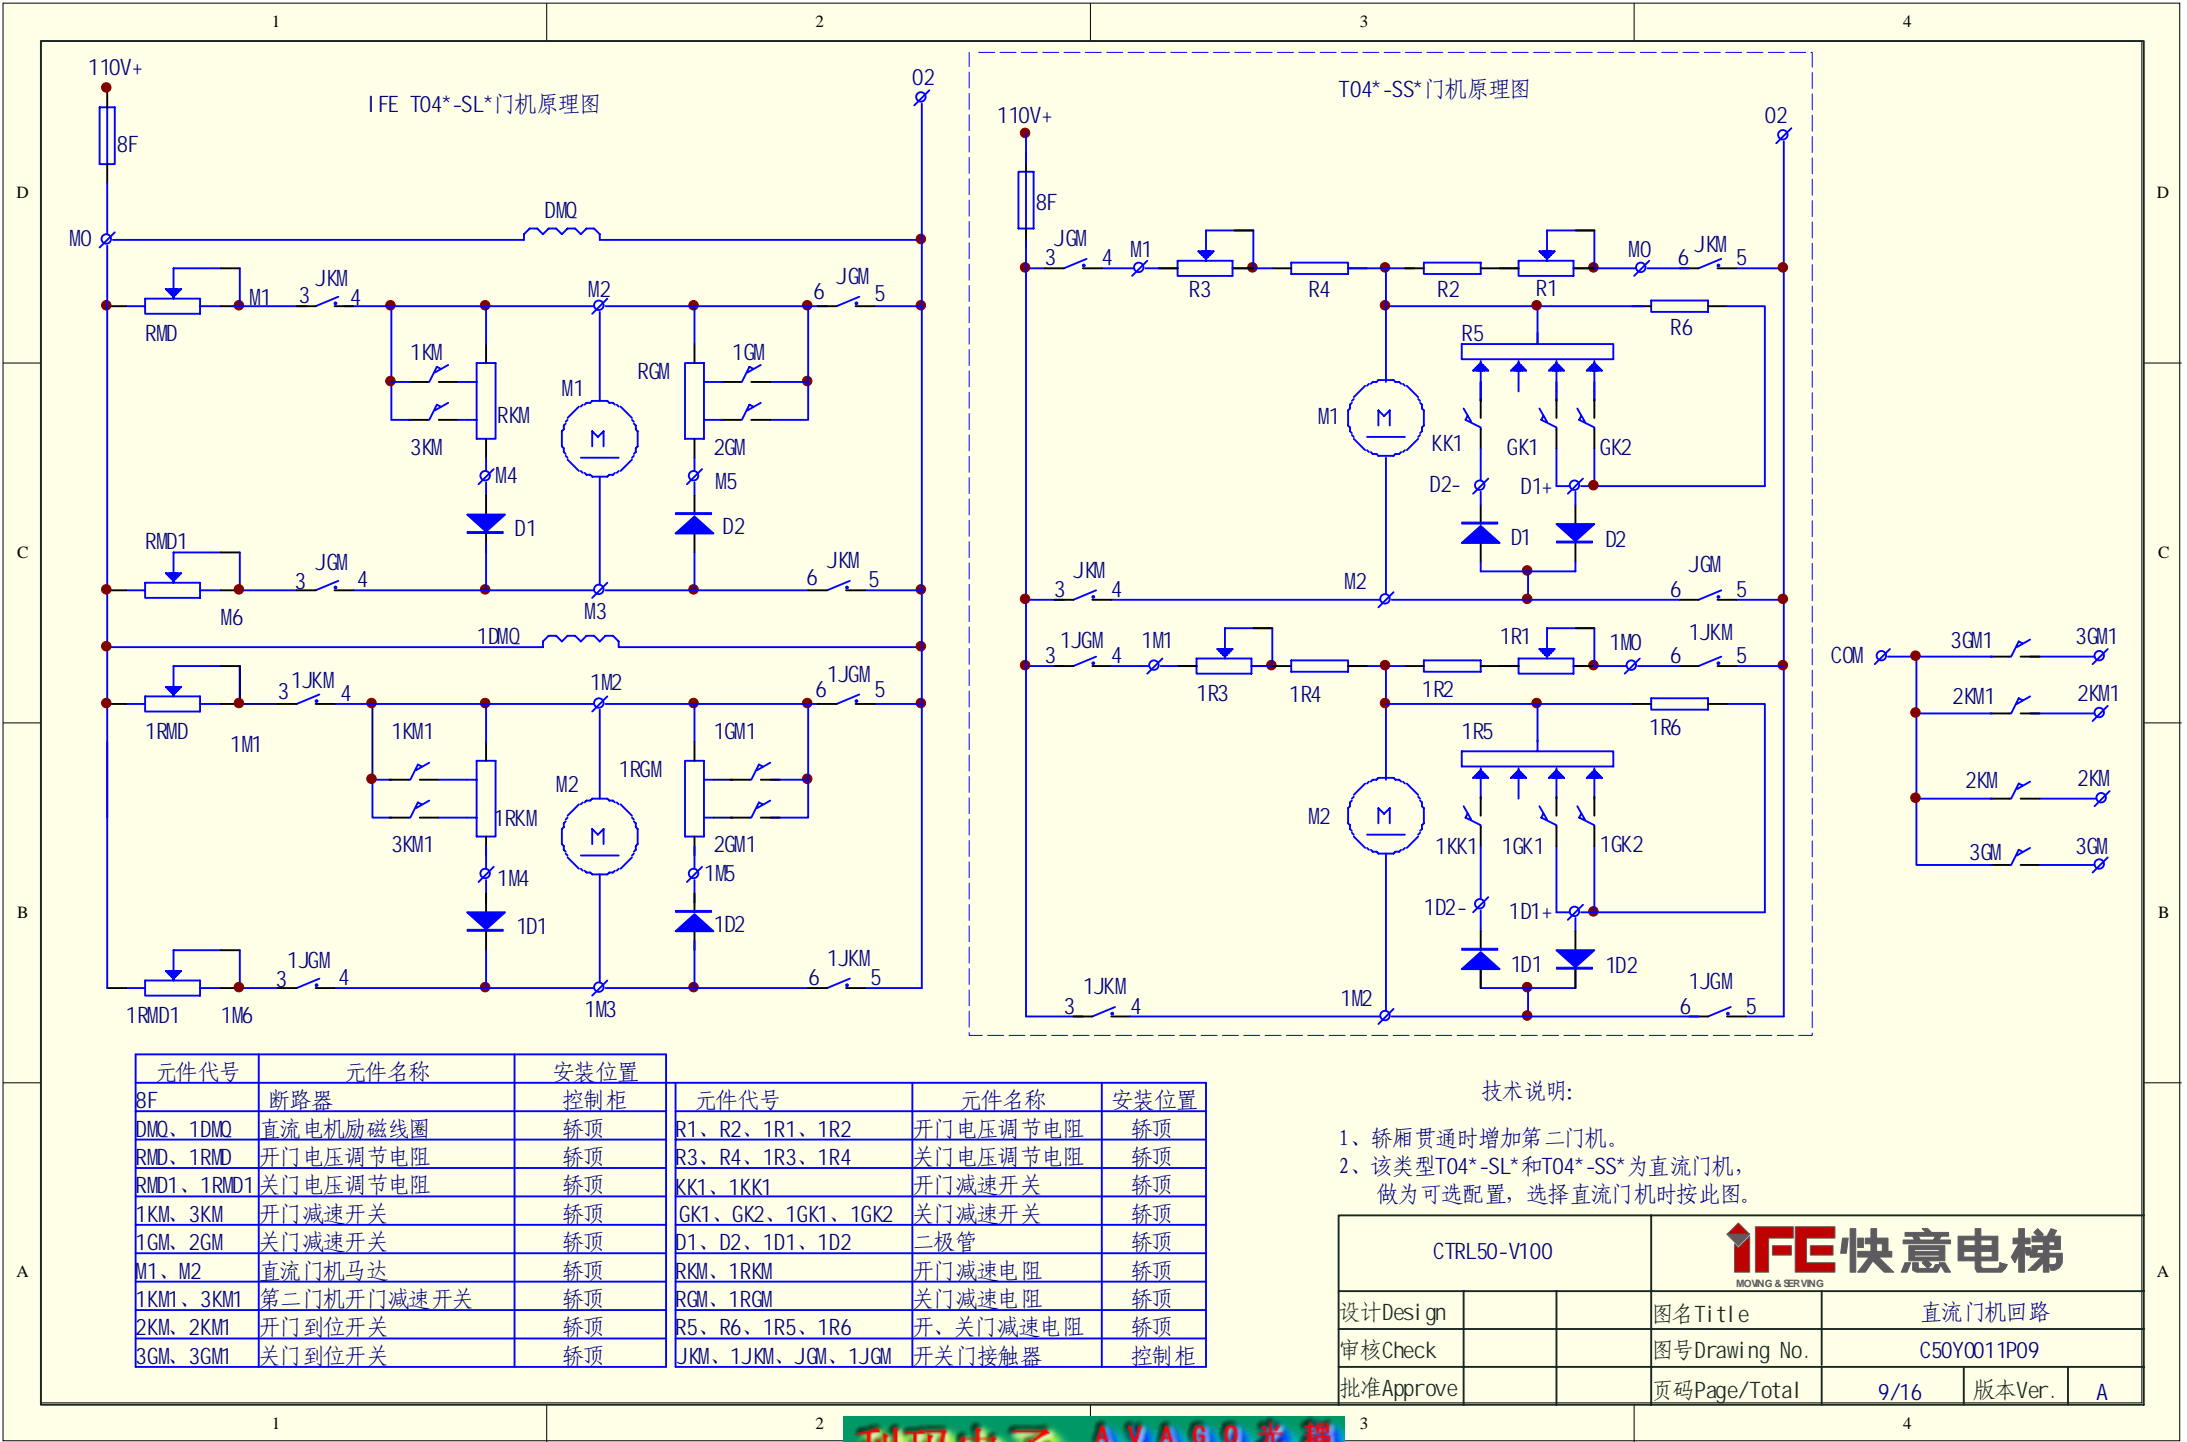 1 2 3 4
D D
C C
B B
A A
110V+
8F
IFE T04*-SL*门机原理图
02
M0
DMQ
RMD
M1
3 JKM 4
M2
6 JGM 5
1KM
3KM
RKM
M4
D1
M1
M
RGM
1GM
2GM
M5
D2
RMD1
M6
3 JGM 4
M3
6 JKM 5
1DMQ
1RMD
1M1
3 1JKM 4
1M2
6 1JGM 5
1KM1
3KM1
1RKM
1M4
1D1
M2
M
1RGM
1GM1
2GM1
1M5
1D2
1RMD1
1M6
3 1JGM 4
1M3
6 1JKM 5
T04*-SS*门机原理图
110V+
8F
02
3 JGM 4
M1
R3
R4
R2
R1
M0
6 JKM 5
R6
R5
M1
M
KK1
GK1
GK2
D2-
D1+
D1
D2
3 JKM 4
M2
6 JGM 5
3 1JGM 4
1M1
1R3
1R4
1R2
1R1
1M0
6 1JKM 5
1R6
1R5
M2
M
1KK1
1GK1
1GK2
1D2-
1D1+
1D1
1D2
3 1JKM 4
1M2
6 1JGM 5
COM
3GM1 3GM1
2KM1 2KM1
2KM 2KM
3GM 3GM
元件代号 元件名称 安装位置
8F 断路器 控制柜
DMQ、1DMQ 直流电机励磁线圈 轿顶
RMD、1RMD 开门电压调节电阻 轿顶
RMD1、1RMD1 关门电压调节电阻 轿顶
1KM、3KM 开门减速开关 轿顶
1GM、2GM 关门减速开关 轿顶
M1、M2 直流门机马达 轿顶
1KM1、3KM1 第二门机开门减速开关 轿顶
2KM、2KM1 开门到位开关 轿顶
3GM、3GM1 关门到位开关 轿顶
元件代号 元件名称 安装位置
R1、R2、1R1、1R2 开门电压调节电阻 轿顶
R3、R4、1R3、1R4 关门电压调节电阻 轿顶
KK1、1KK1 开门减速开关 轿顶
GK1、GK2、1GK1、1GK2 关门减速开关 轿顶
D1、D2、1D1、1D2 二极管 轿顶
RKM、1RKM 开门减速电阻 轿顶
RGM、1RGM 关门减速电阻 轿顶
R5、R6、1R5、1R6 开、关门减速电阻 轿顶
JKM、1JKM、JGM、1JGM 开关门接触器 控制柜
技术说明:
1、轿厢贯通时增加第二门机。
2、该类型T04*-SL*和T04*-SS*为直流门机，
做为可选配置，选择直流门机时按此图。
CTRL50-V100
iFE快意电梯
MOVING & SERVING
设计Design 图名Title 直流门机回路
审核Check 图号Drawing No. C50Y0011P09
批准Approve 页码Page/Total 9/16 版本Ver. A
1 2 3 4
AVAGO光耦